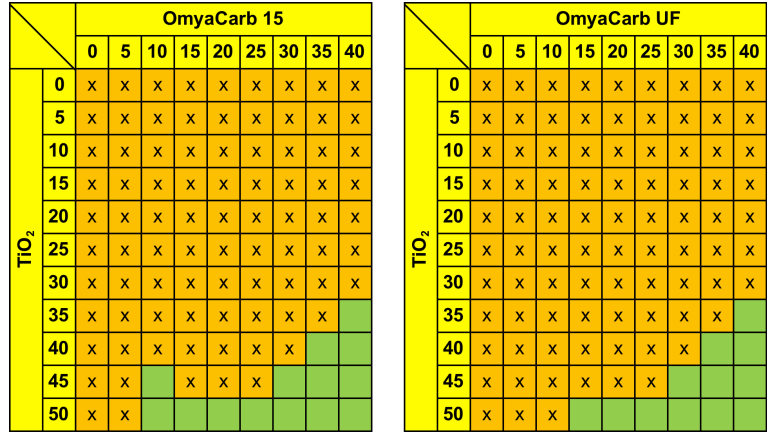 OmyaCarb 15
0 5 10 15 20 25 30 35 40
TiO₂
0 x x x x x x x x x
5 x x x x x x x x x
10 x x x x x x x x x
15 x x x x x x x x x
20 x x x x x x x x x
25 x x x x x x x x x
30 x x x x x x x x x
35 x x x x x x x x
40 x x x x x x x
45 x x x x x
50 x x
OmyaCarb UF
0 5 10 15 20 25 30 35 40
TiO₂
0 x x x x x x x x x
5 x x x x x x x x x
10 x x x x x x x x x
15 x x x x x x x x x
20 x x x x x x x x x
25 x x x x x x x x x
30 x x x x x x x x x
35 x x x x x x x x
40 x x x x x x x
45 x x x x x x
50 x x x